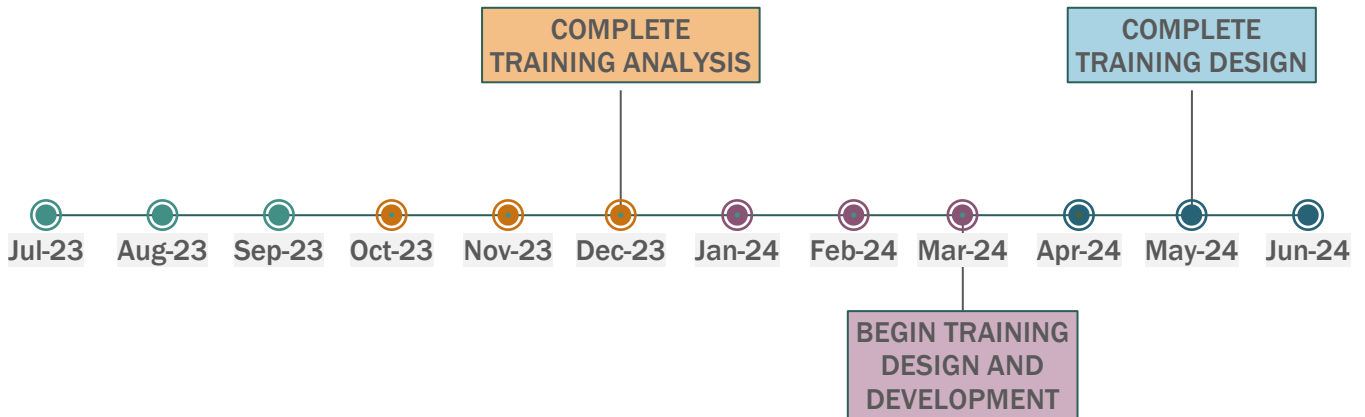 COMPLETE
TRAINING ANALYSIS
COMPLETE
TRAINING DESIGN
Jul-23 Aug-23 Sep-23 Oct-23 Nov-23 Dec-23 Jan-24 Feb-24 Mar-24 Apr-24 May-24 Jun-24
BEGIN TRAINING
DESIGN AND
DEVELOPMENT